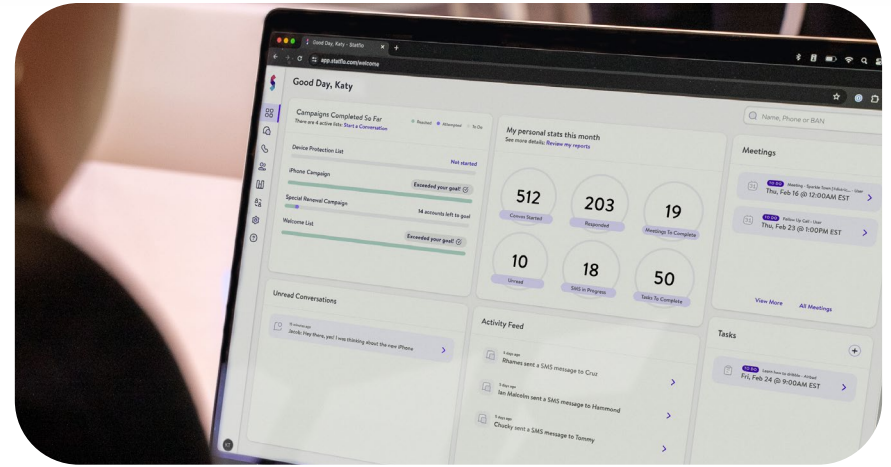 Good Day, Katy - Statflo
app.statflo.com/welcome
Good Day, Katy
Name, Phone or BAN
Campaigns Completed So Far
There are 4 active lists: Start a Conversation
Reached
Attempted
To Do
Device Protection List
Not started
iPhone Campaign
Exceeded your goal!
Special Renewal Campaign
14 accounts left to goal
Welcome List
Exceeded your goal!
My personal stats this month
See more details: Review my reports
512
Convos Started
203
Responded
19
Meetings To Complete
10
Unread
18
SMS in Progress
50
Tasks To Complete
Meetings
TO DO Meeting - Sparkle Town
Thu, Feb 16 @ 12:00AM EST
TO DO Follow Up Call - User
Thu, Feb 23 @ 1:00PM EST
View More
All Meetings
Unread Conversations
Jacob: Hey there, yes! I was thinking about the new iPhone
Activity Feed
5 days ago
Rhames sent a SMS message to Cruz
5 days ago
Ian Malcolm sent a SMS message to Hammond
5 days ago
Chucky sent a SMS message to Tommy
Tasks
TO DO
Fri, Feb 24 @ 9:00AM EST